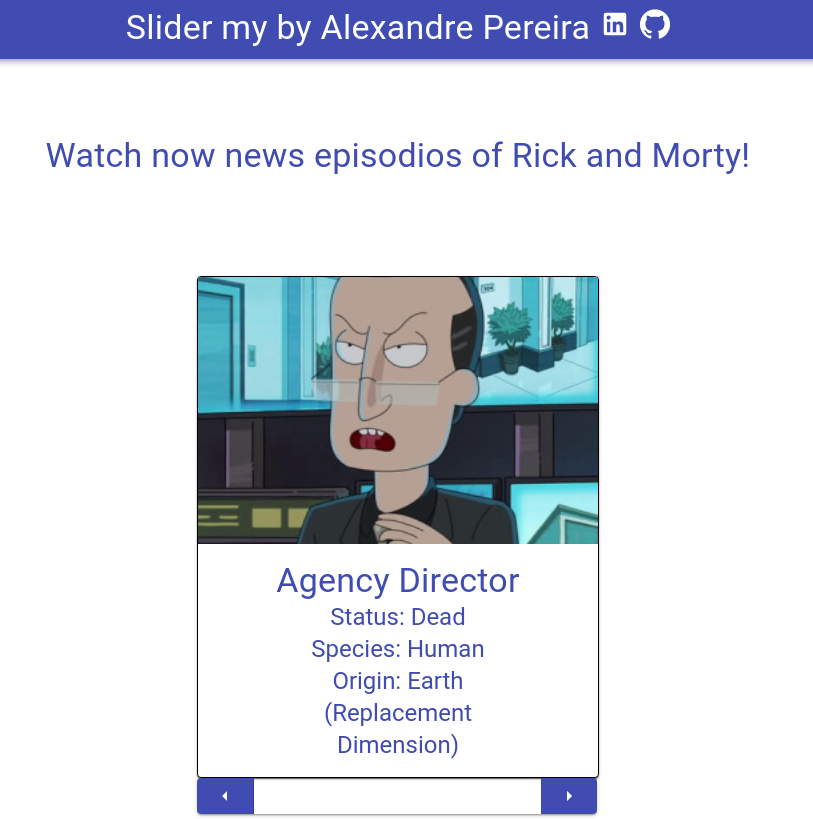 Slider my by Alexandre Pereira in
Watch now news episodios of Rick and Morty!
Agency Director
Status: Dead
Species: Human
Origin: Earth
(Replacement
Dimension)